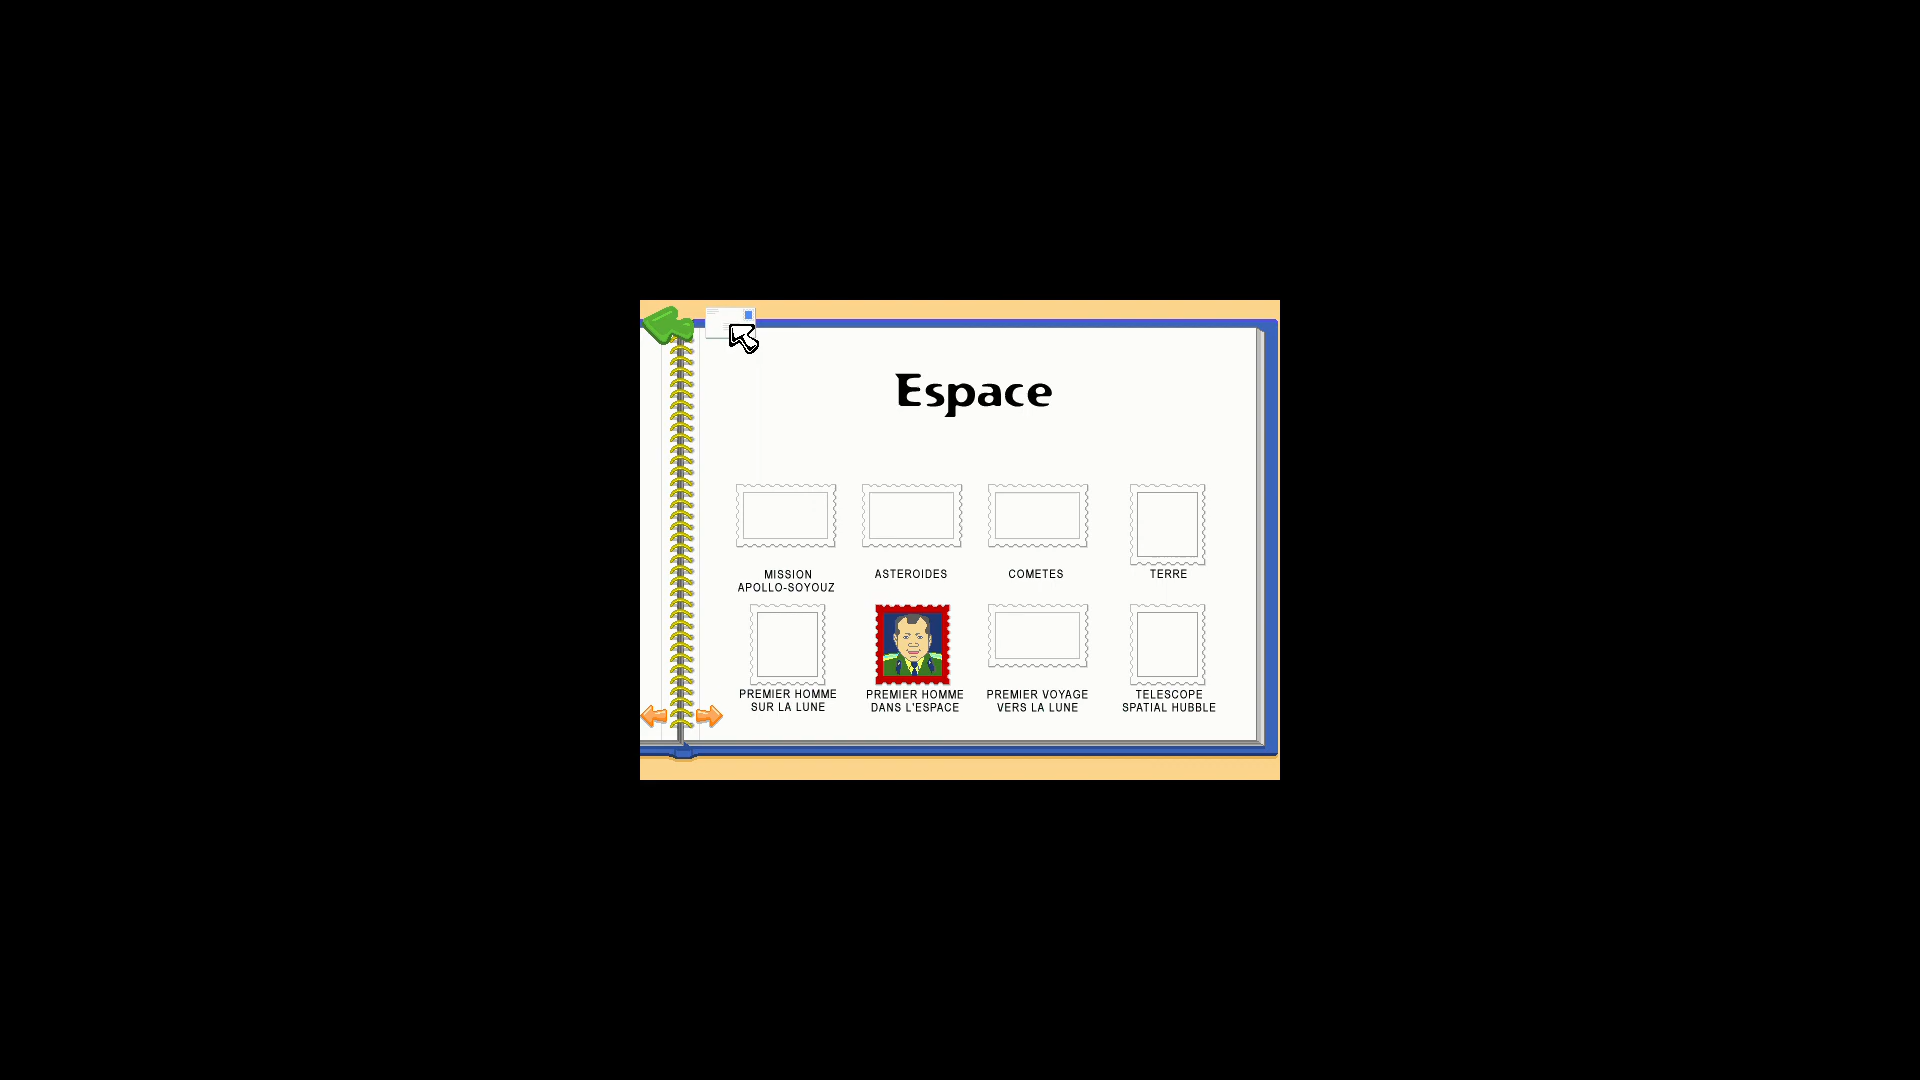 Espace
MISSION
APOLLO-SOYOUZ
ASTEROIDES
COMETES
TERRE
PREMIER HOMME
SUR LA LUNE
PREMIER HOMME
DANS L'ESPACE
PREMIER VOYAGE
VERS LA LUNE
TELESCOPE
SPATIAL HUBBLE